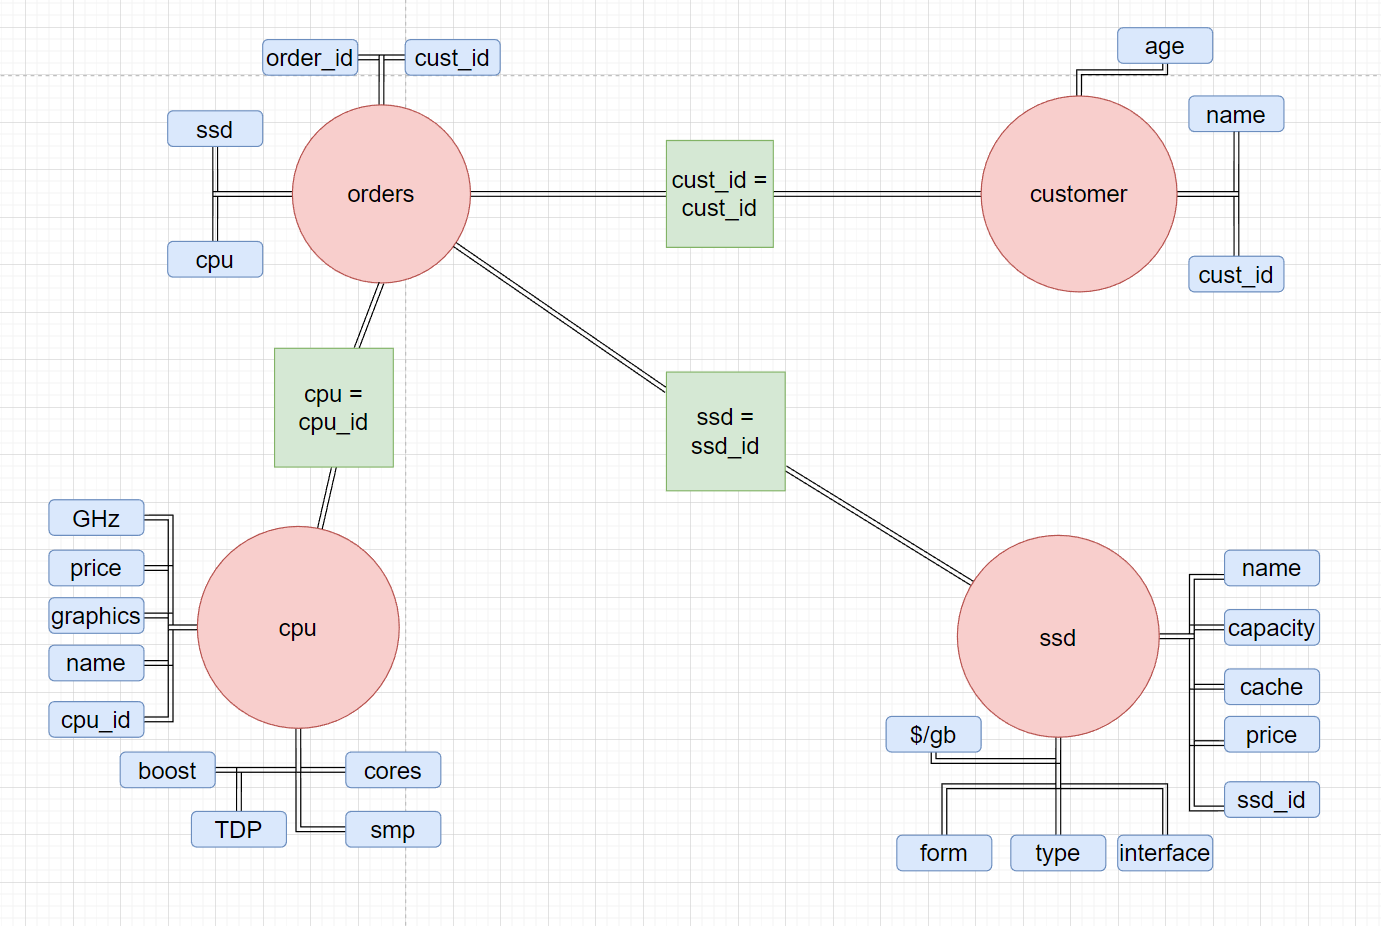 order_id
cust_id
age
ssd
name
orders
cust_id =
cust_id
customer
cpu
cust_id
cpu =
cpu_id
ssd =
ssd_id
GHz
price
graphics
name
cpu_id
cpu
boost
cores
TDP
smp
ssd
name
capacity
cache
price
ssd_id
$/gb
form
type
interface